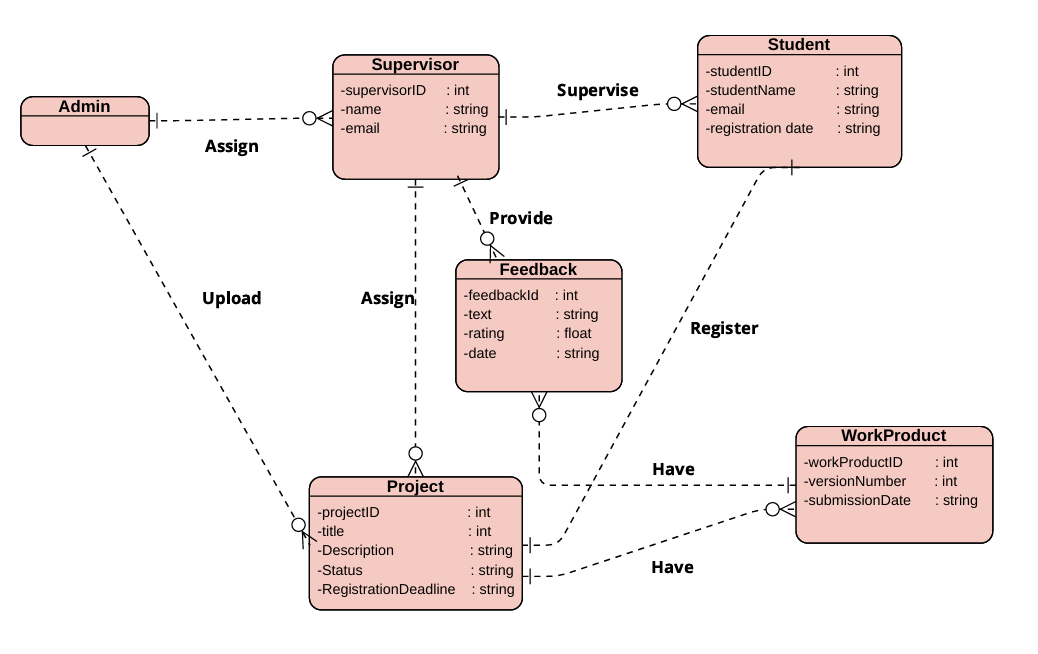 Admin
Assign
Supervisor
-supervisorID : int
-name : string
-email : string
Supervise
Student
-studentID : int
-studentName : string
-email : string
-registration date : string
Provide
Upload
Assign
Feedback
-feedbackId : int
-text : string
-rating : float
-date : string
Register
Have
WorkProduct
-workProductID : int
-versionNumber : int
-submissionDate : string
Project
-projectID : int
-title : int
-Description : string
-Status : string
-RegistrationDeadline : string
Have